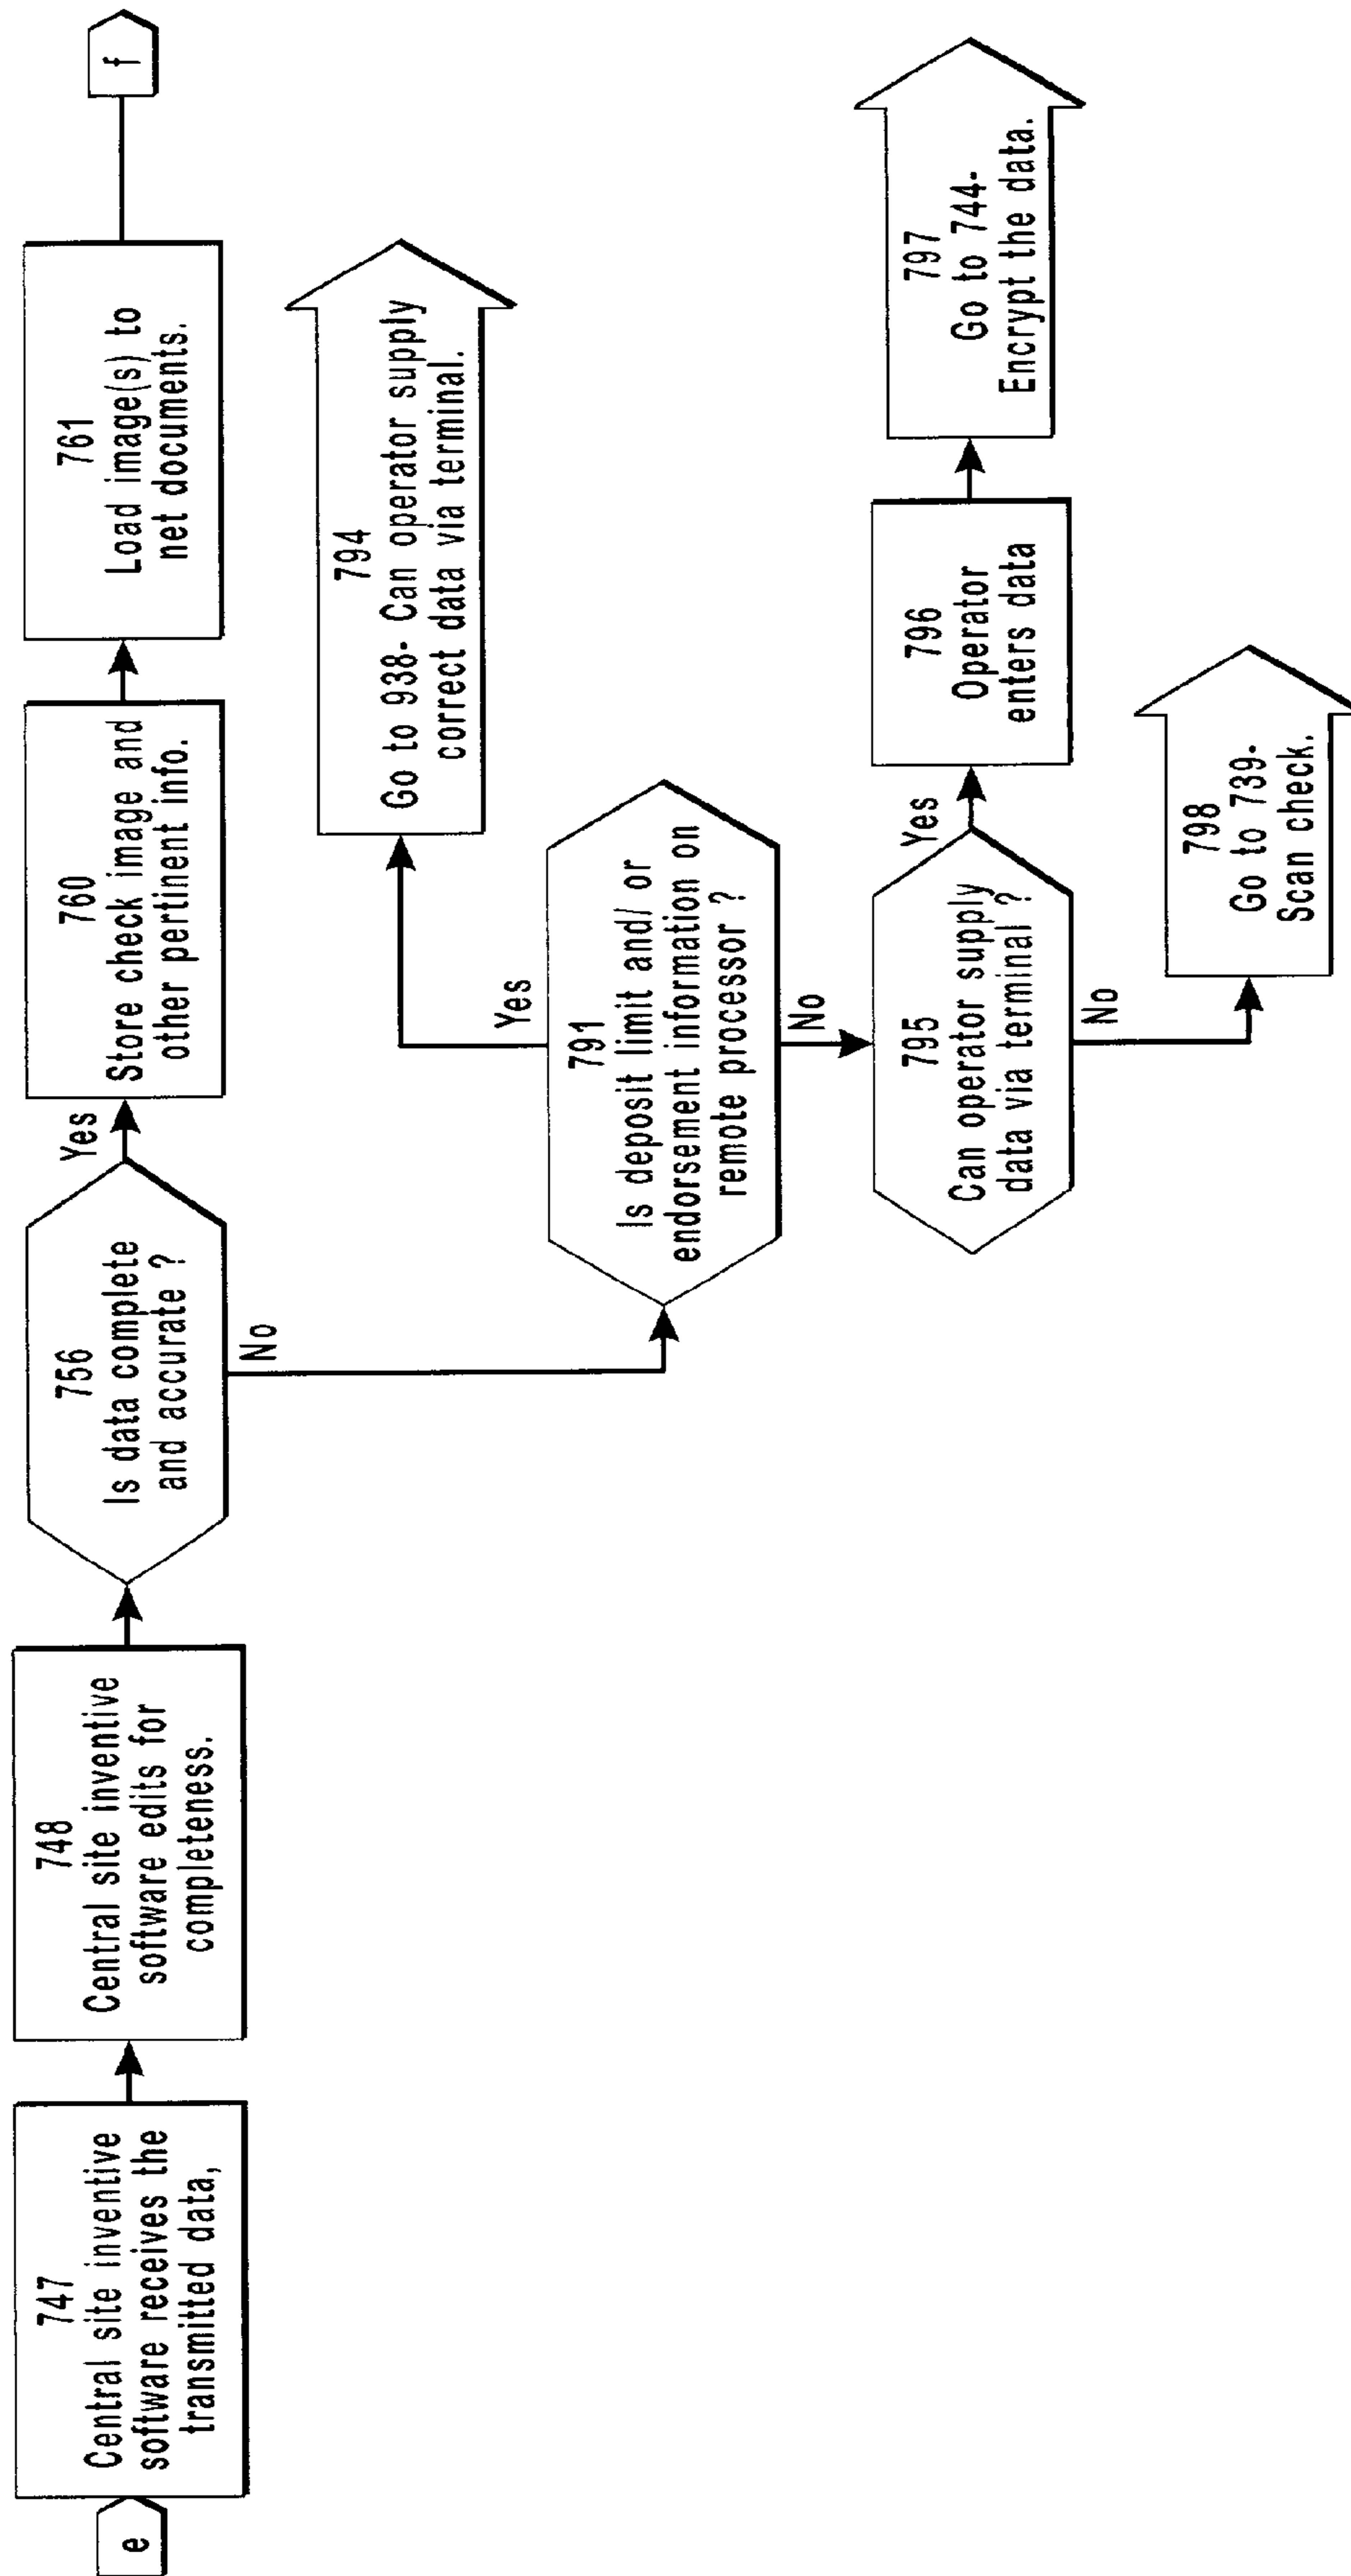 e
747
Central site inventive
software receives the
transmitted data,
748
Central site inventive
software edits for
completeness.
756
Is data complete
and accurate ?
Yes
No
760
Store check image and
other pertinent info.
761
Load image(s) to
net documents.
f
791
Is deposit limit and/ or
endorsement information on
remote processor ?
Yes
No
794
Go to 938- Can operator supply
correct data via terminal.
795
Can operator supply
data via terminal ?
Yes
No
796
Operator
enters data
797
Go to 744-
Encrypt the data.
798
Go to 739-
Scan check.